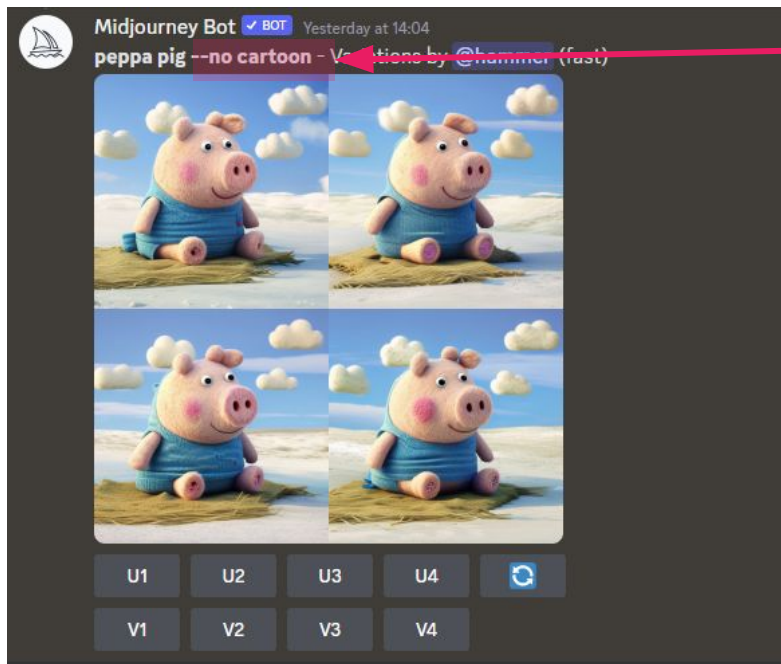 Midjourney Bot ✓ BOT Yesterday at 14:04
peppa pig --no cartoon - Variations by @hammer (fast)
U1 U2 U3 U4
V1 V2 V3 V4